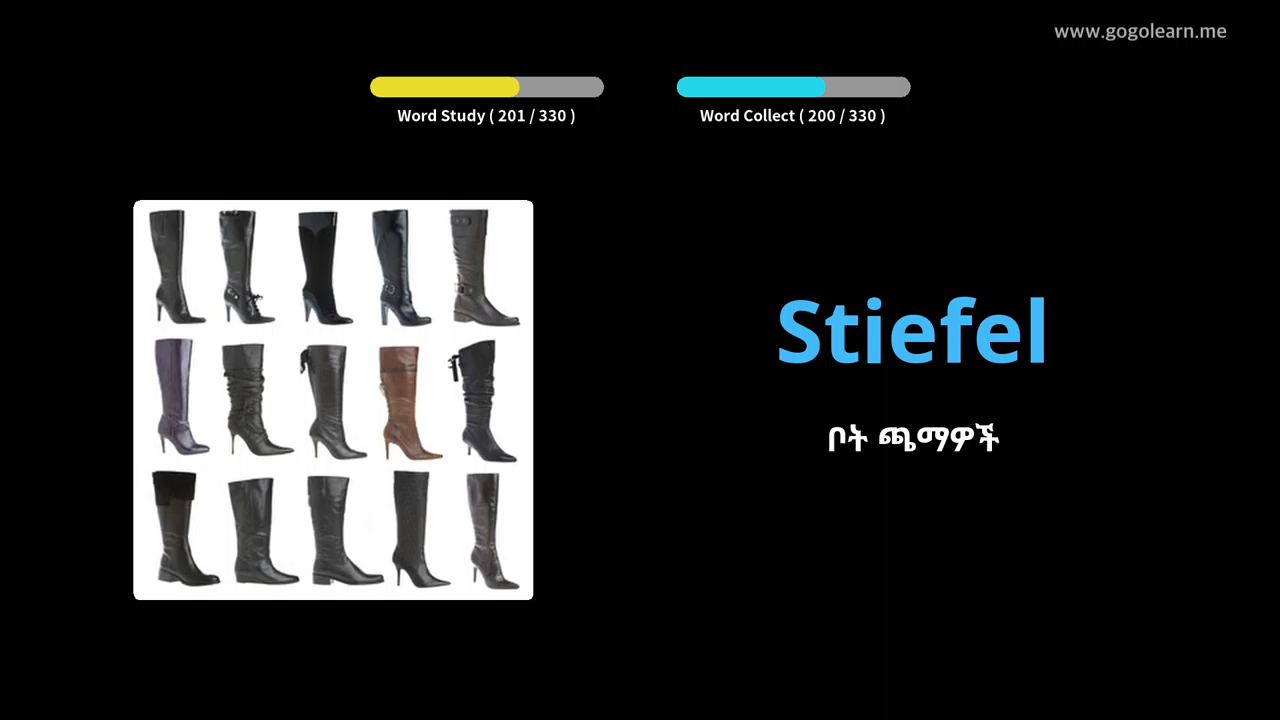 www.gogolearn.me
Word Study ( 201 / 330 )
Word Collect ( 200 / 330 )
Stiefel
ቦት ጫማዎች